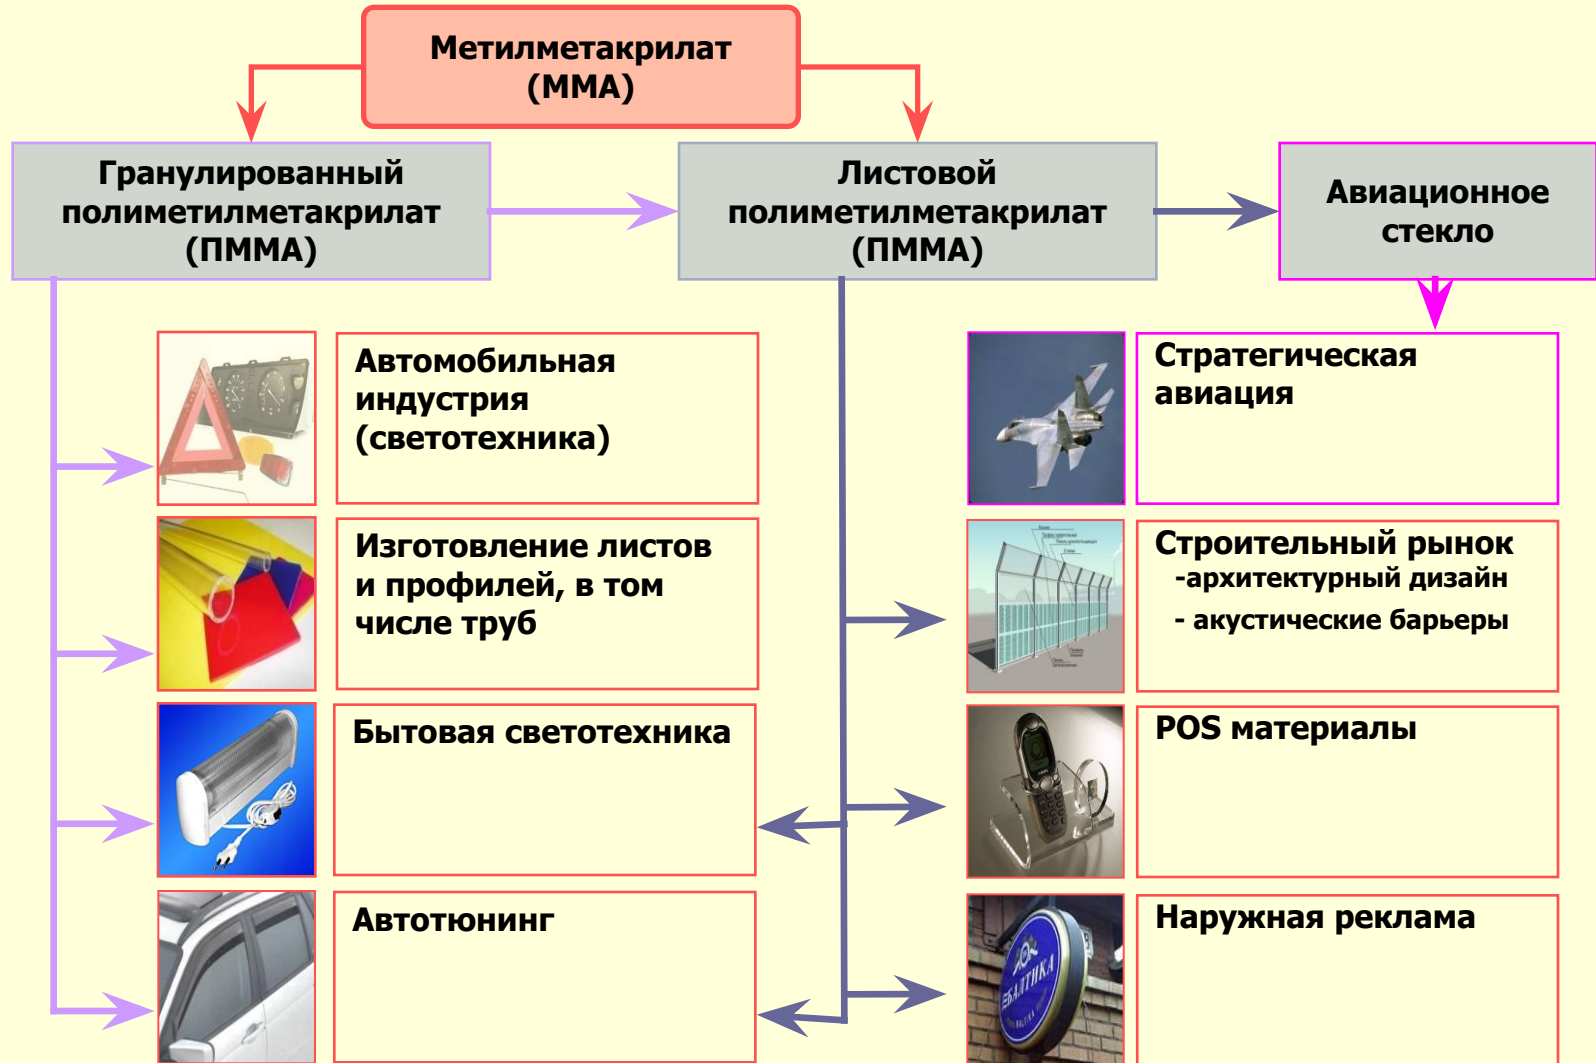 Метилметакрилат
(ММА)
Гранулированный
полиметилметакрилат
(ПММА)
Листовой
полиметилметакрилат
(ПММА)
Авиационное
стекло
Автомобильная
индустрия
(светотехника)
Стратегическая
авиация
Изготовление листов
и профилей, в том
числе труб
Строительный рынок
-архитектурный дизайн
- акустические барьеры
Бытовая светотехника
POS материалы
Автотюнинг
Наружная реклама
БАЛТИКА